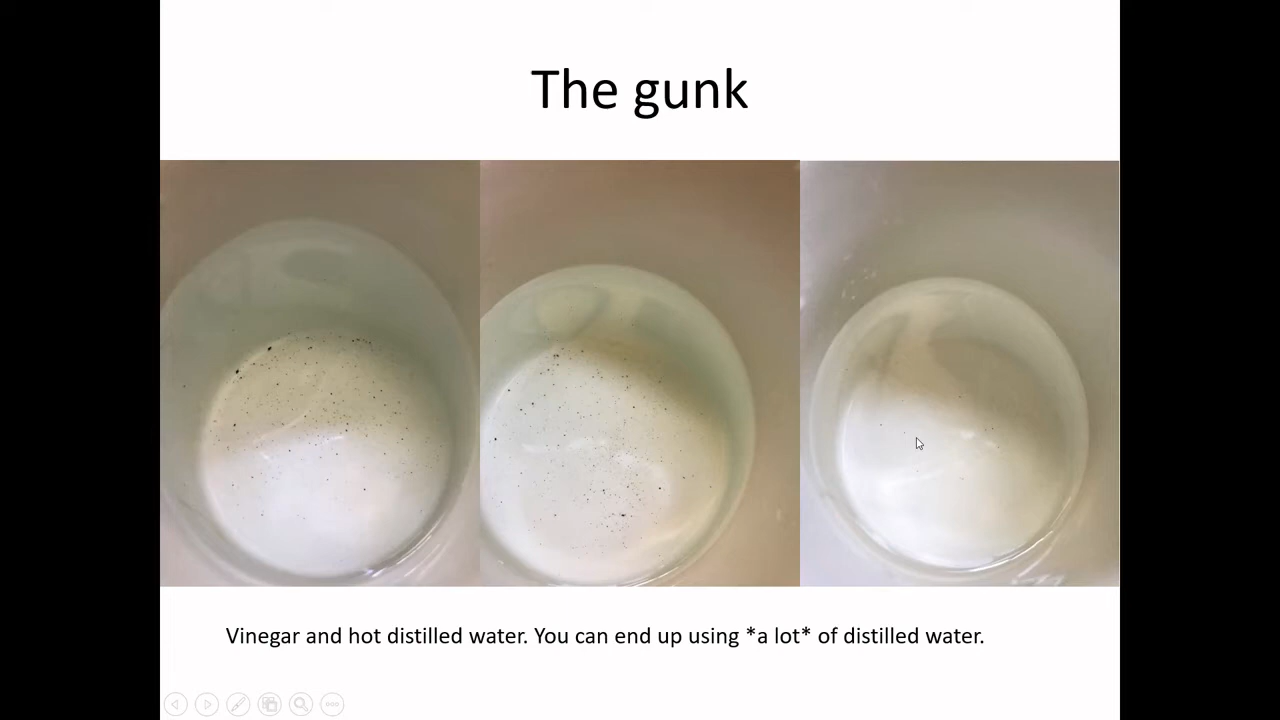 The gunk
Vinegar and hot distilled water. You can end up using *a lot* of distilled water.